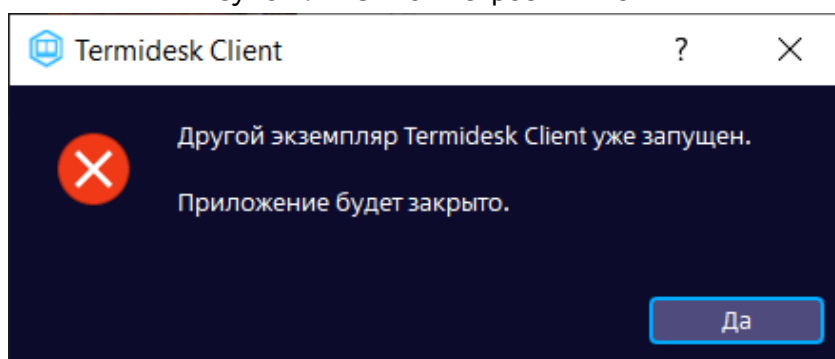 Termidesk Client
?
Другой экземпляр Termidesk Client уже запущен.
Приложение будет закрыто.
Да